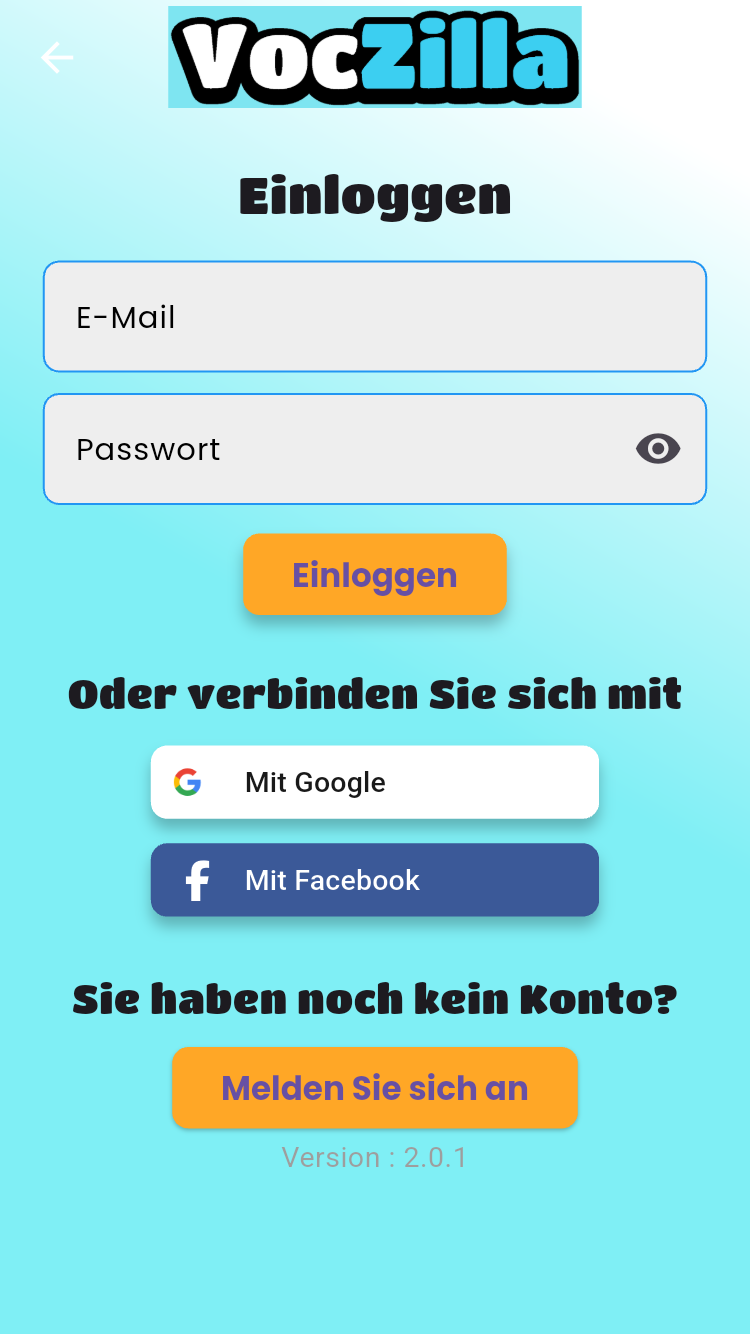 VocZilla
Einloggen
E-Mail
Passwort
Einloggen
Oder verbinden Sie sich mit
Mit Google
Mit Facebook
Sie haben noch kein Konto?
Melden Sie sich an
Version : 2.0.1